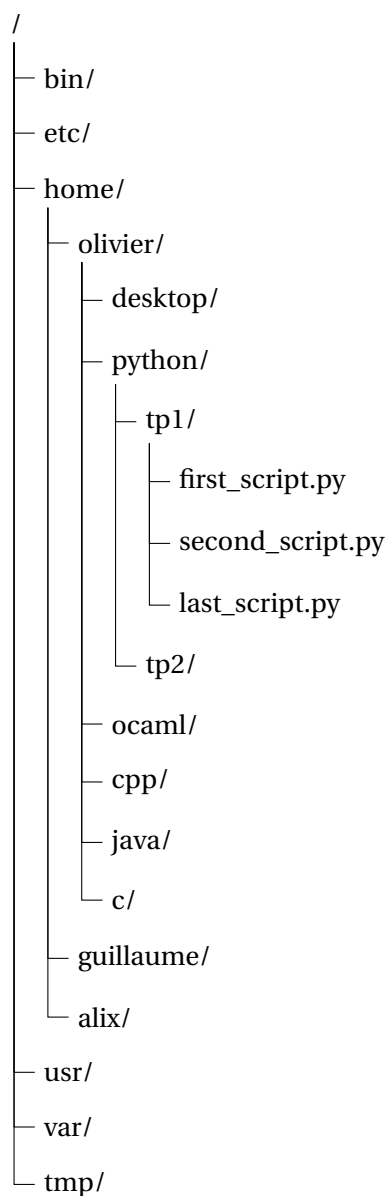 /
bin/
etc/
home/
olivier/
desktop/
python/
tp1/
first_script.py
second_script.py
last_script.py
tp2/
ocaml/
cpp/
java/
c/
guillaume/
alix/
usr/
var/
tmp/